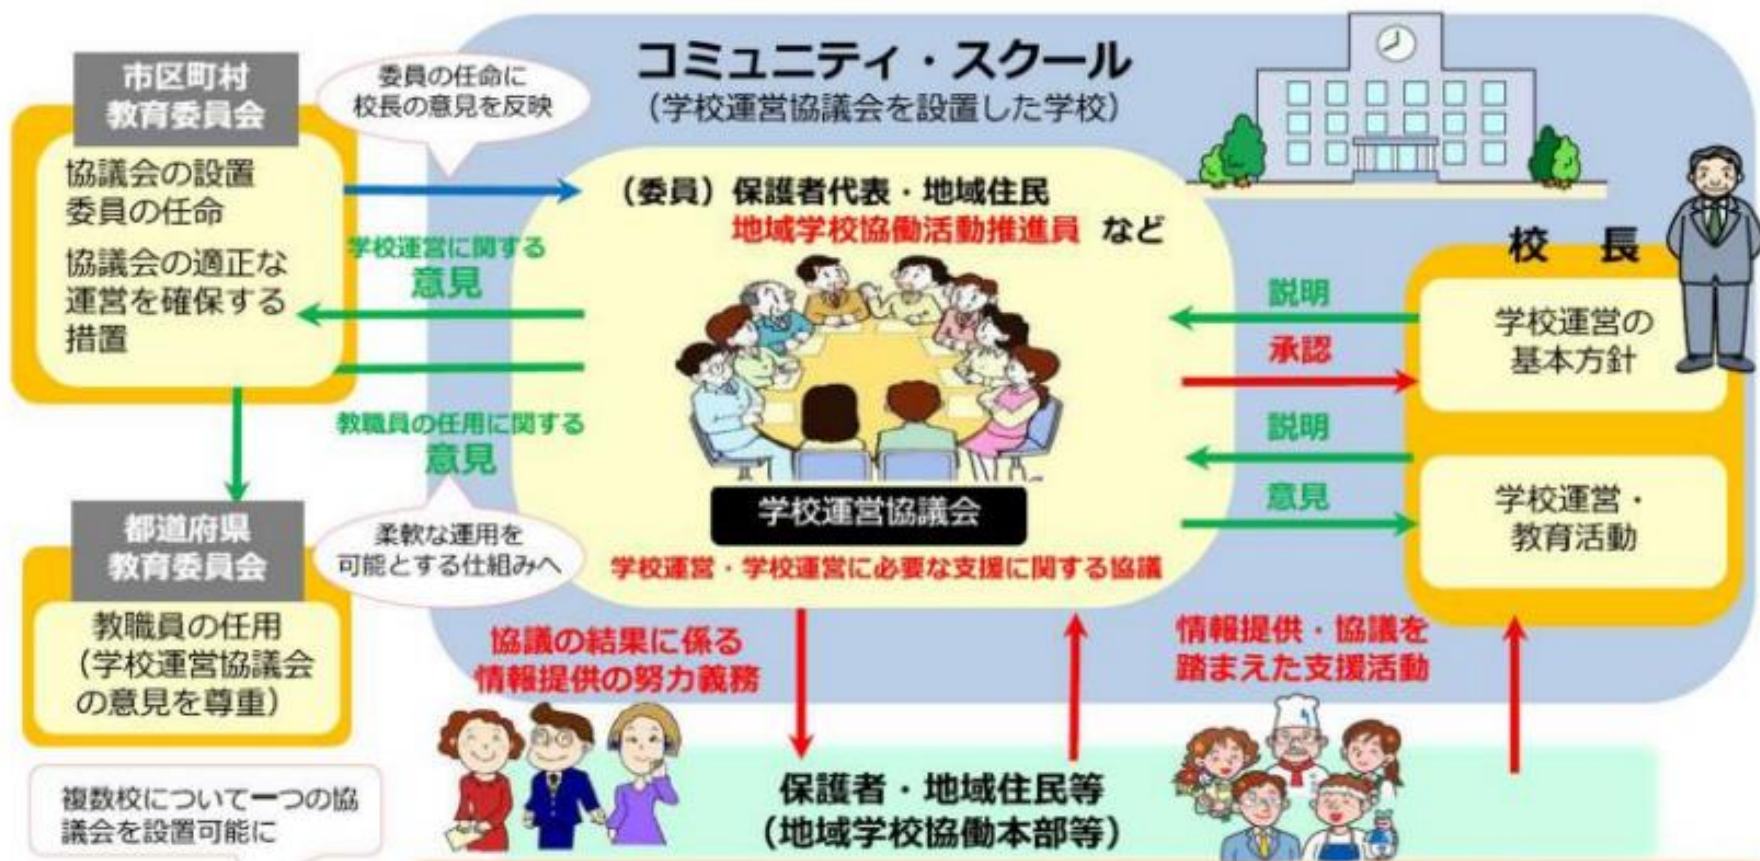 コミュニティ・スクール
（学校運営協議会を設置した学校）
市区町村
教育委員会
協議会の設置
委員の任命
協議会の適正な
運営を確保する
措置
委員の任命に
校長の意見を反映
（委員）保護者代表・地域住民
地域学校協働活動推進員 など
学校運営に関する
意見
教職員の任用に関する
意見
柔軟な運用を
可能とする仕組みへ
学校運営協議会
学校運営・学校運営に必要な支援に関する協議
校 長
説明
承認
学校運営の
基本方針
説明
意見
学校運営・
教育活動
都道府県
教育委員会
教職員の任用
（学校運営協議会
の意見を尊重）
協議の結果に係る
情報提供の努力義務
情報提供・協議を
踏まえた支援活動
保護者・地域住民等
（地域学校協働本部等）
複数校について一つの協
議会を設置可能に